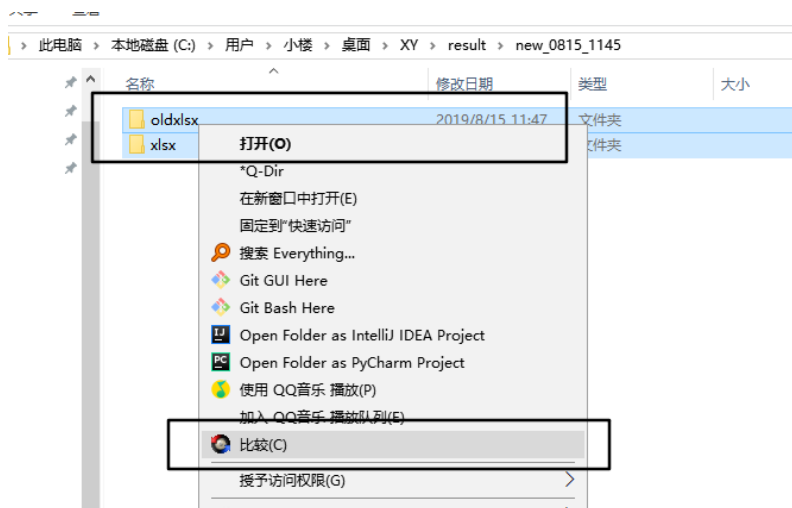 此电脑 › 本地磁盘 (C:) › 用户 › 小楼 › 桌面 › XY › result › new_0815_1145
名称 修改日期 类型 大小
oldxlsx 2019/8/15 11:47 文件夹
xlsx 文件夹
打开(O)
*Q-Dir
在新窗口中打开(E)
固定到"快速访问"
搜索 Everything...
Git GUI Here
Git Bash Here
Open Folder as IntelliJ IDEA Project
Open Folder as PyCharm Project
使用 QQ音乐 播放(P)
加入 QQ音乐 播放队列(E)
比较(C)
授予访问权限(G)